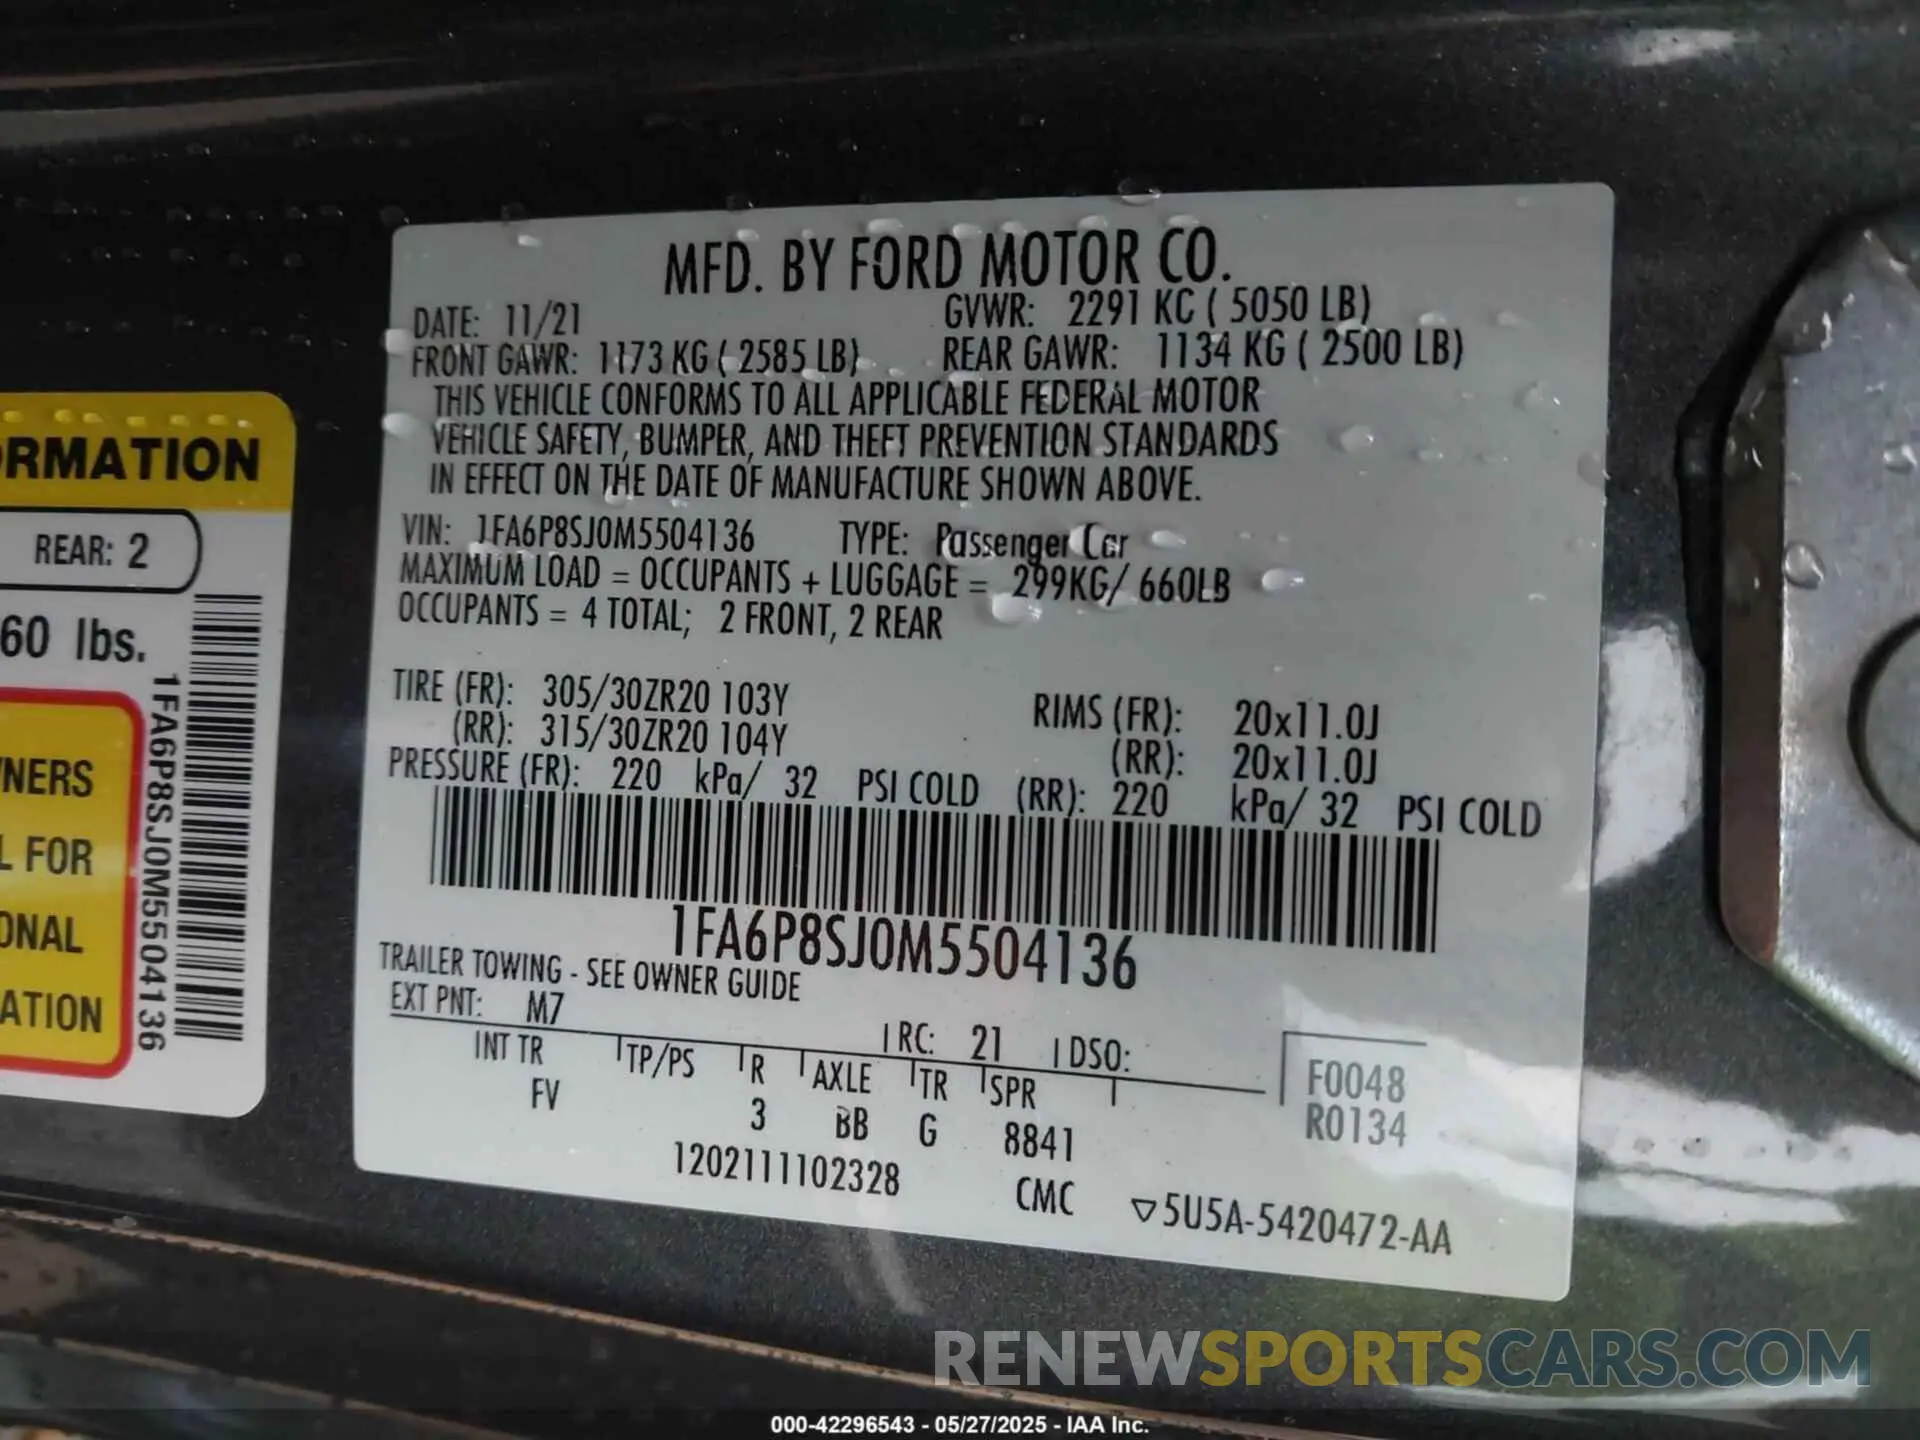 MFD. BY FORD MOTOR CO.
DATE: 11/21 GVWR: 2291 KG ( 5050 LB)
FRONT GAWR: 1173 KG ( 2585 LB) REAR GAWR: 1134 KG ( 2500 LB)
THIS VEHICLE CONFORMS TO ALL APPLICABLE FEDERAL MOTOR
VEHICLE SAFETY, BUMPER, AND THEFT PREVENTION STANDARDS
IN EFFECT ON THE DATE OF MANUFACTURE SHOWN ABOVE.
VIN: 1FA6P8SJ0M5504136 TYPE: Passenger Car
MAXIMUM LOAD = OCCUPANTS + LUGGAGE = 299KG/ 660LB
OCCUPANTS = 4 TOTAL; 2 FRONT, 2 REAR
TIRE (FR): 305/30ZR20 103Y RIMS (FR): 20x11.0J
(RR): 315/30ZR20 104Y (RR): 20x11.0J
PRESSURE (FR): 220 kPa/ 32 PSI COLD (RR): 220 kPa/ 32 PSI COLD
1FA6P8SJ0M5504136
TRAILER TOWING - SEE OWNER GUIDE
EXT PNT: M7 RC: 21 DSO:
INT TR TP/PS R AXLE TR SPR
FV 3 BB G 8841
F0048
R0134
1202111102328 CMC ▽5U5A-5420472-AA
ORMATION
REAR: 2
60 lbs.
NERS
L FOR
ONAL
ATION
1FA6P8SJ0M5504136
RENEWSPORTSCARS.COM
000-42296543 - 05/27/2025 - IAA Inc.